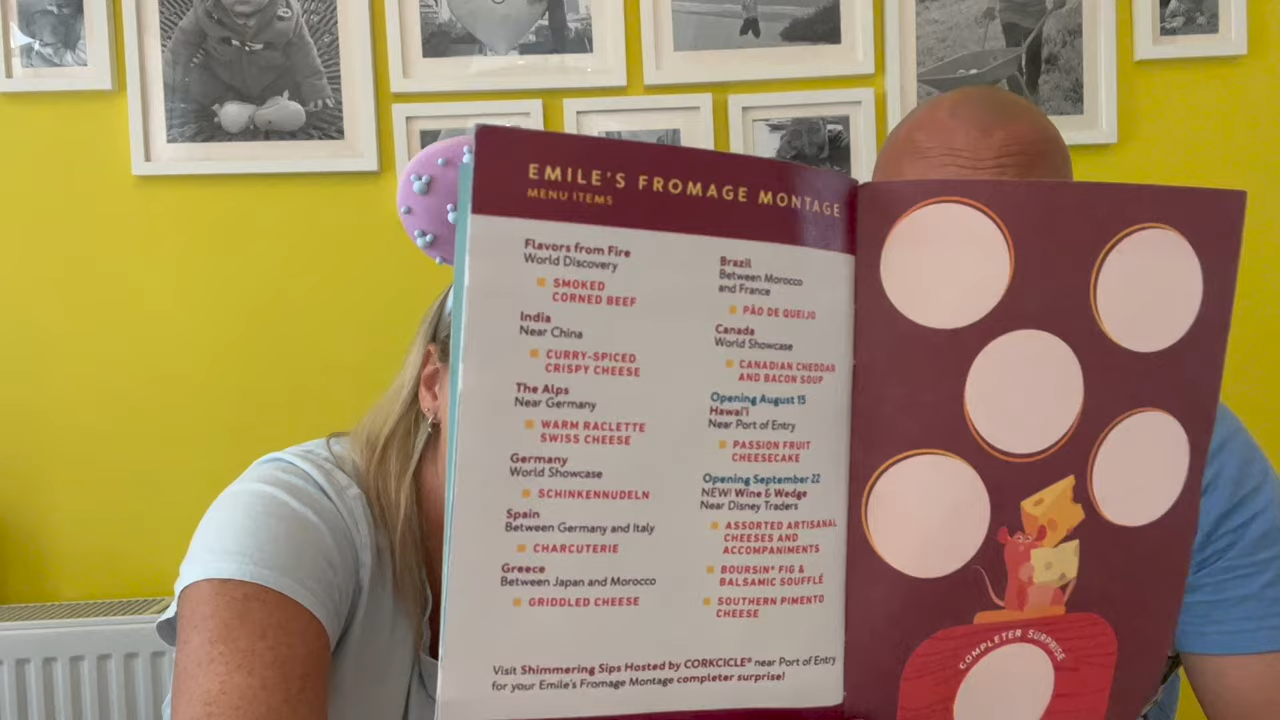 EMILE'S FROMAGE MONTAGE
MENU ITEMS
Flavors from Fire
World Discovery
SMOKED
CORNED BEEF
India
Near China
CURRY-SPICED
CRISPY CHEESE
The Alps
Near Germany
WARM RACLETTE
SWISS CHEESE
Germany
World Showcase
SCHINKENNUDELN
Spain
Between Germany and Italy
CHARCUTERIE
Greece
Between Japan and Morocco
GRIDDLED CHEESE
Brazil
Between Morocco
and France
PÃO DE QUEIJO
Canada
World Showcase
CANADIAN CHEDDAR
AND BACON SOUP
Opening August 15
Hawai'i
Near Port of Entry
PASSION FRUIT
CHEESECAKE
Opening September 22
NEW! Wine & Wedge
Near Disney Traders
ASSORTED ARTISANAL
CHEESES AND
ACCOMPANIMENTS
BOURSIN® FIG &
BALSAMIC SOUFFLÉ
SOUTHERN PIMENTO
CHEESE
Visit Shimmering Sips Hosted by CORKCICLE® near Port of Entry
for your Emile's Fromage Montage completer surprise!
COMPLETER SURPRISE